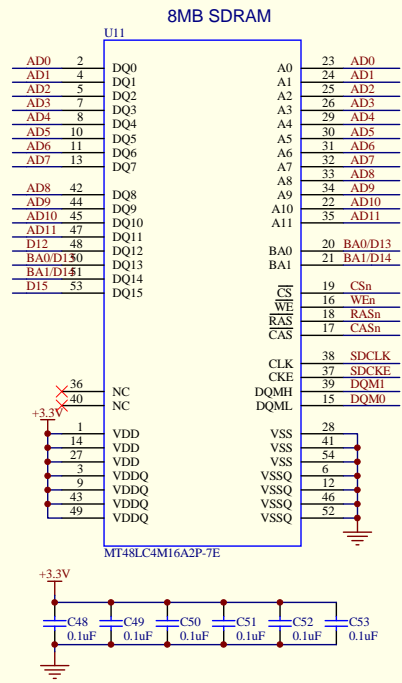 8MB SDRAM
U11
AD0 2 DQ0 A0 23 AD0
AD1 4 DQ1 A1 24 AD1
AD2 5 DQ2 A2 25 AD2
AD3 7 DQ3 A3 26 AD3
AD4 8 DQ4 A4 29 AD4
AD5 10 DQ5 A5 30 AD5
AD6 11 DQ6 A6 31 AD6
AD7 13 DQ7 A7 32 AD7
A8 33 AD8
AD8 42 DQ8 A9 34 AD9
AD9 44 DQ9 A10 22 AD10
AD10 45 DQ10 A11 35 AD11
AD11 47 DQ11
D12 48 DQ12 BA0 20 BA0/D13
BA0/D13 50 DQ13 BA1 21 BA1/D14
BA1/D14 51 DQ14
D15 53 DQ15 CS 19 CSn
WE 16 WEn
RAS 18 RASn
CAS 17 CASn
CLK 38 SDCLK
CKE 37 SDCKE
36 NC DQMH 39 DQM1
40 NC DQML 15 DQM0
+3.3V
1 VDD VSS 28
14 VDD VSS 41
27 VDD VSS 54
3 VDDQ VSSQ 6
9 VDDQ VSSQ 12
43 VDDQ VSSQ 46
49 VDDQ VSSQ 52
MT48LC4M16A2P-7E
+3.3V
C48 C49 C50 C51 C52 C53
0.1uF 0.1uF 0.1uF 0.1uF 0.1uF 0.1uF